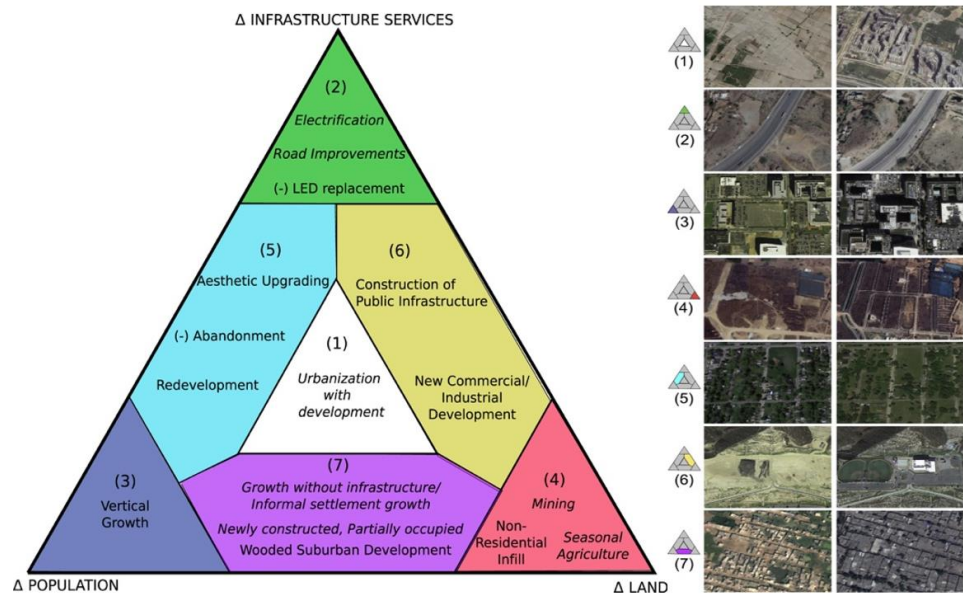 Δ INFRASTRUCTURE SERVICES
(2)
Electrification
Road Improvements
(-) LED replacement
(5)
Aesthetic Upgrading
(-) Abandonment
Redevelopment
(6)
Construction of
Public Infrastructure
New Commercial/
Industrial
Development
(1)
Urbanization
with
development
(3)
Vertical
Growth
(7)
Growth without infrastructure/
Informal settlement growth
Newly constructed, Partially occupied
Wooded Suburban Development
(4)
Mining
Non-
Residential
Infill
Seasonal
Agriculture
Δ POPULATION
Δ LAND
(1)
(2)
(3)
(4)
(5)
(6)
(7)